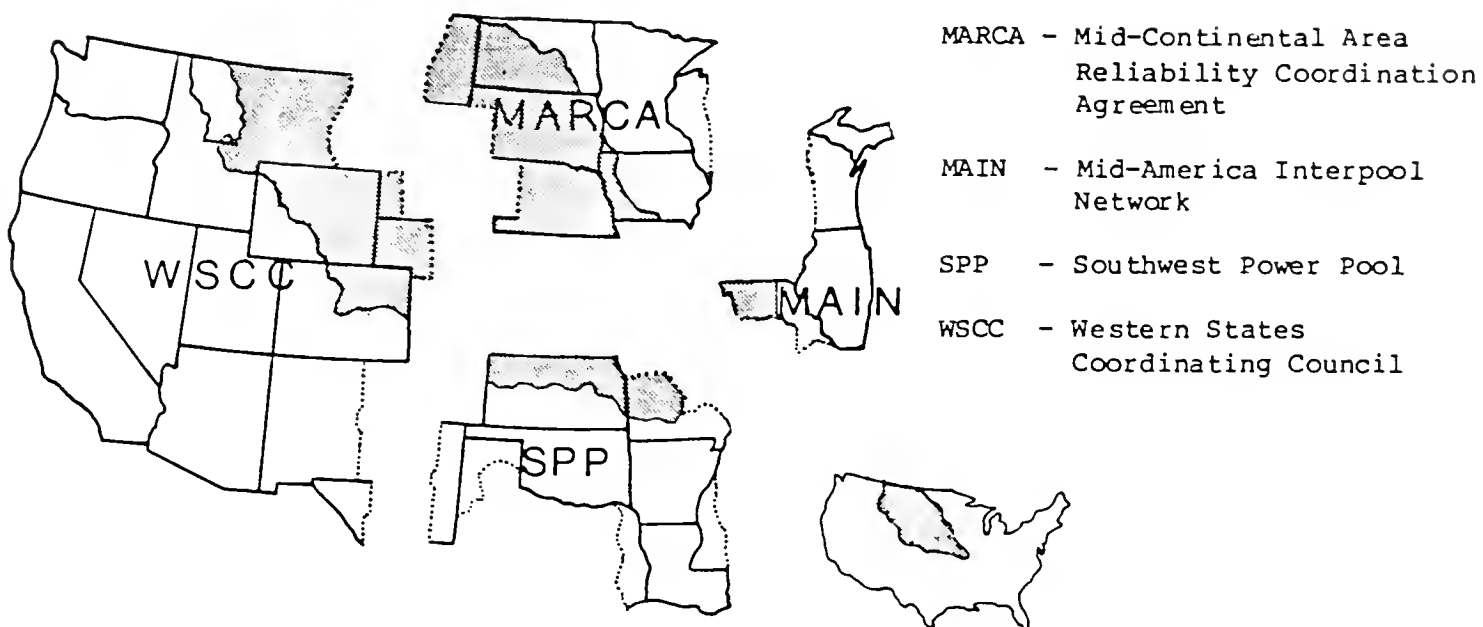 WSCC
MARCA
MAIN
SPP
MARCA - Mid-Continental Area
Reliability Coordination
Agreement
MAIN - Mid-America Interpool
Network
SPP - Southwest Power Pool
WSCC - Western States
Coordinating Council